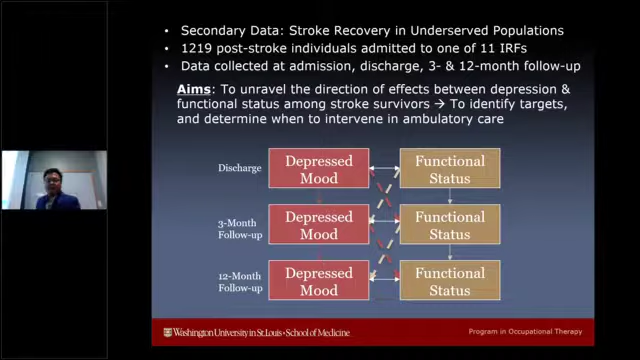 Secondary Data: Stroke Recovery in Underserved Populations
1219 post-stroke individuals admitted to one of 11 IRFs
Data collected at admission, discharge, 3- & 12-month follow-up
Aims: To unravel the direction of effects between depression &
functional status among stroke survivors → To identify targets,
and determine when to intervene in ambulatory care
Discharge
Depressed
Mood
Functional
Status
3-Month
Follow-up
Depressed
Mood
Functional
Status
12-Month
Follow-up
Depressed
Mood
Functional
Status
Washington University in St. Louis • School of Medicine
Program in Occupational Therapy